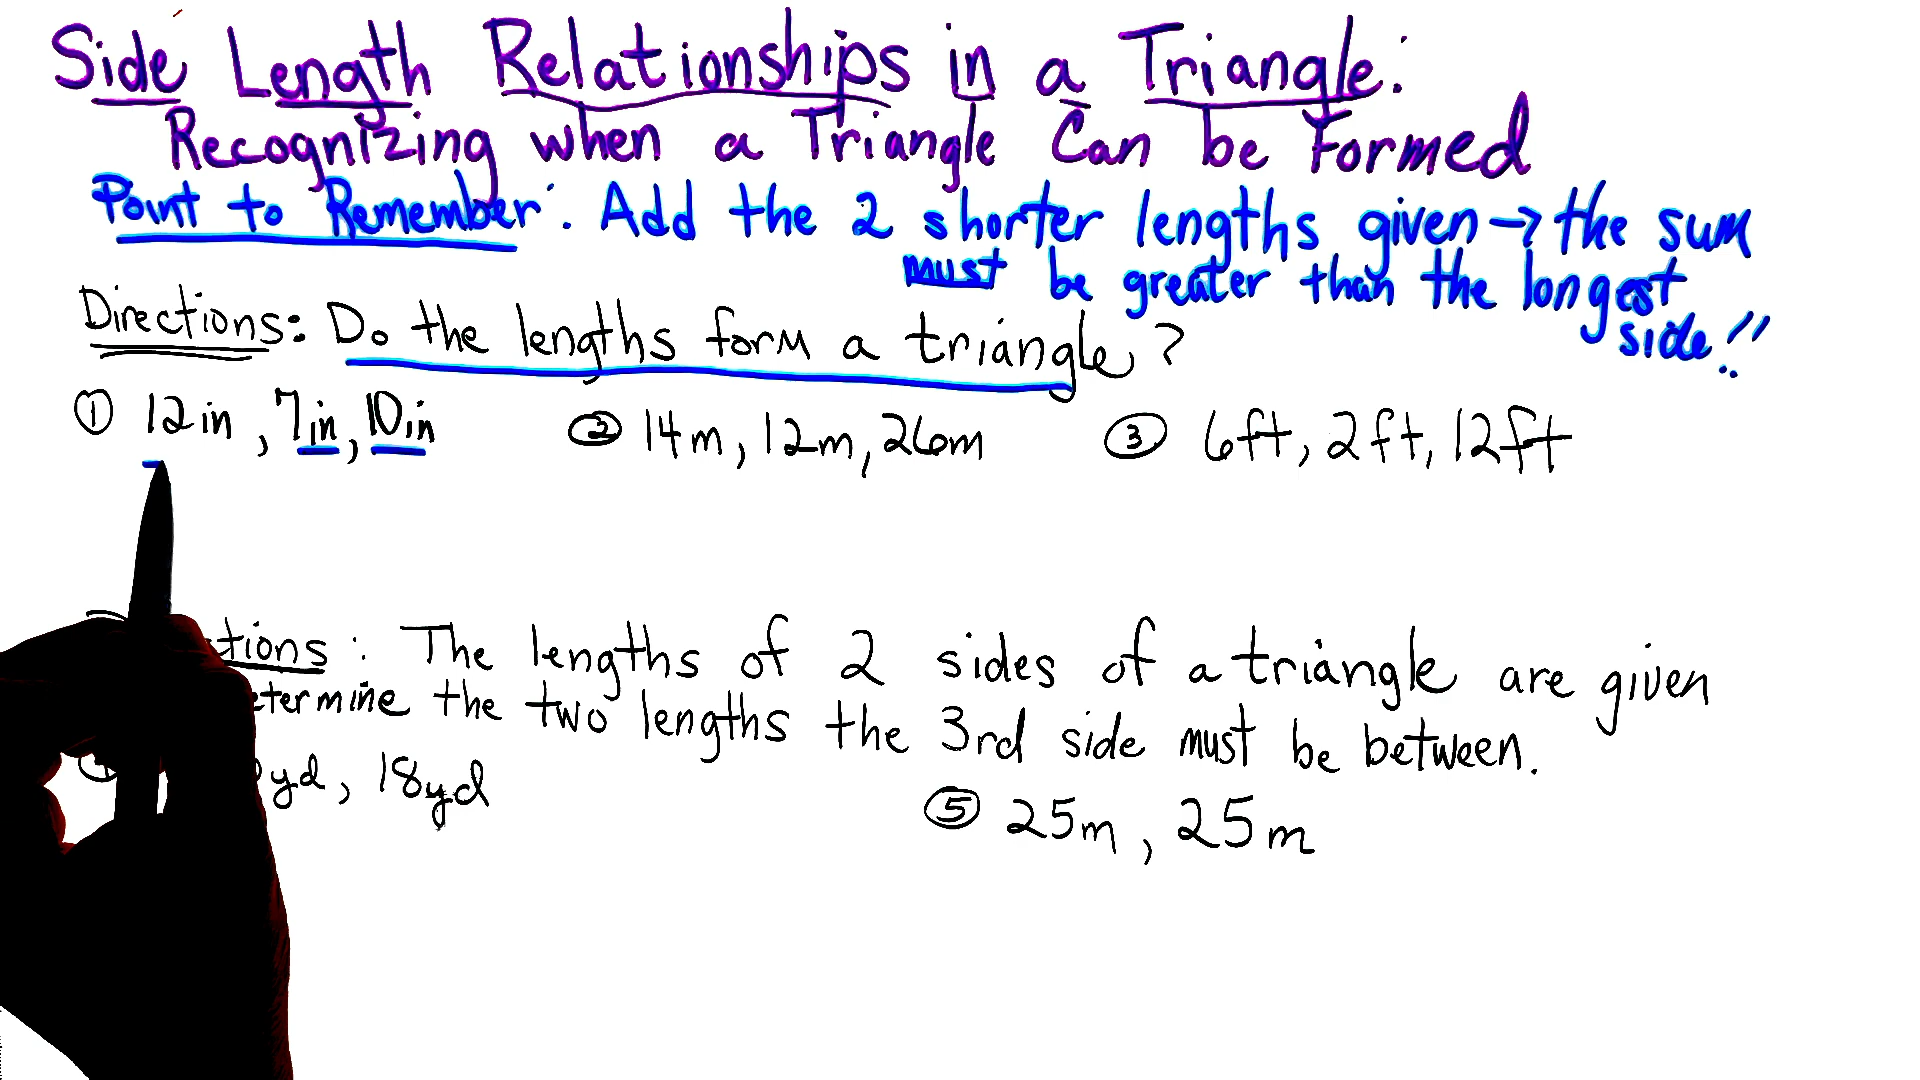 Side Length Relationships in a Triangle:
Recognizing when a Triangle Can be Formed
Point to Remember: Add the 2 shorter lengths given → the sum
must be greater than the longest
side!!
Directions: Do the lengths form a triangle?
① 12in, 7in, 10in ② 14m, 12m, 26m ③ 6ft, 2ft, 12ft
ctions: The lengths of 2 sides of a triangle are given
etermine the two lengths the 3rd side must be between.
yd, 18yd
⑤ 25m, 25m